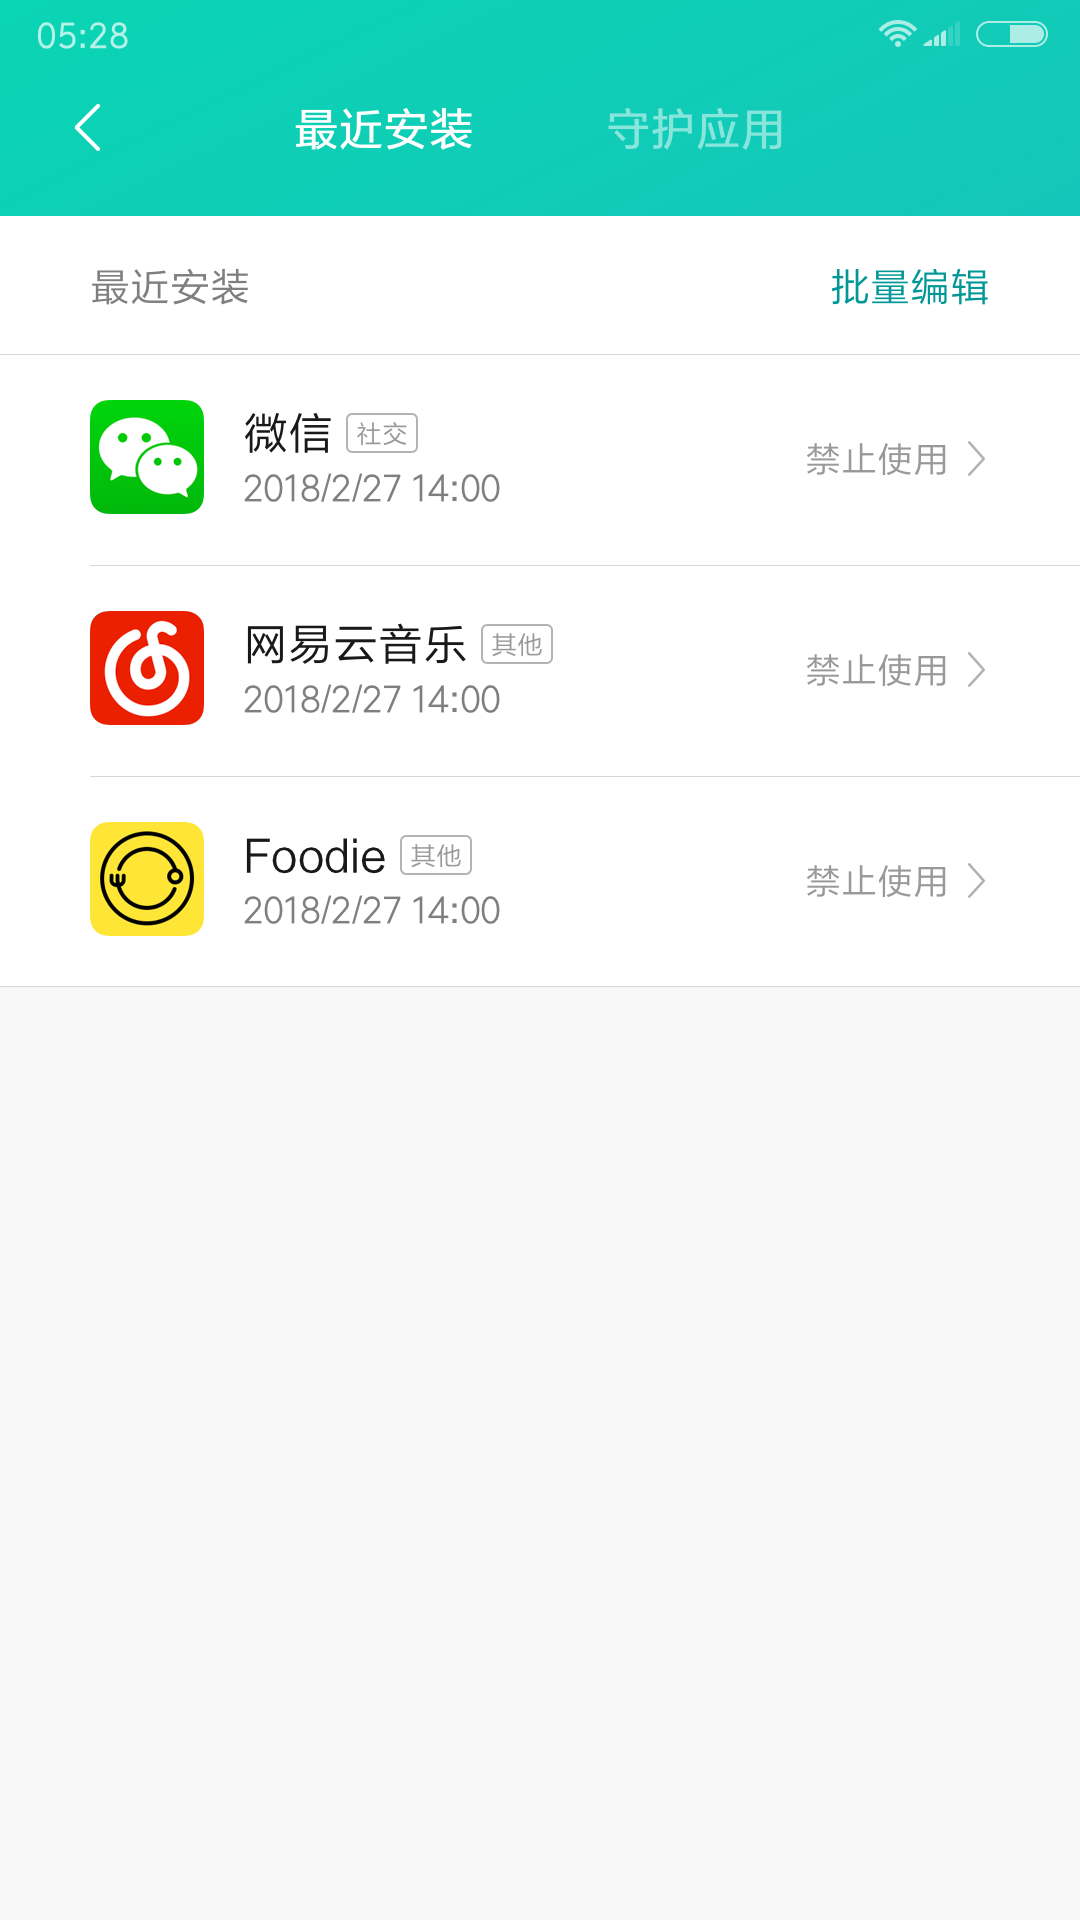 05:28
最近安装 守护应用
最近安装 批量编辑
微信 社交
2018/2/27 14:00
禁止使用
网易云音乐 其他
2018/2/27 14:00
禁止使用
Foodie 其他
2018/2/27 14:00
禁止使用